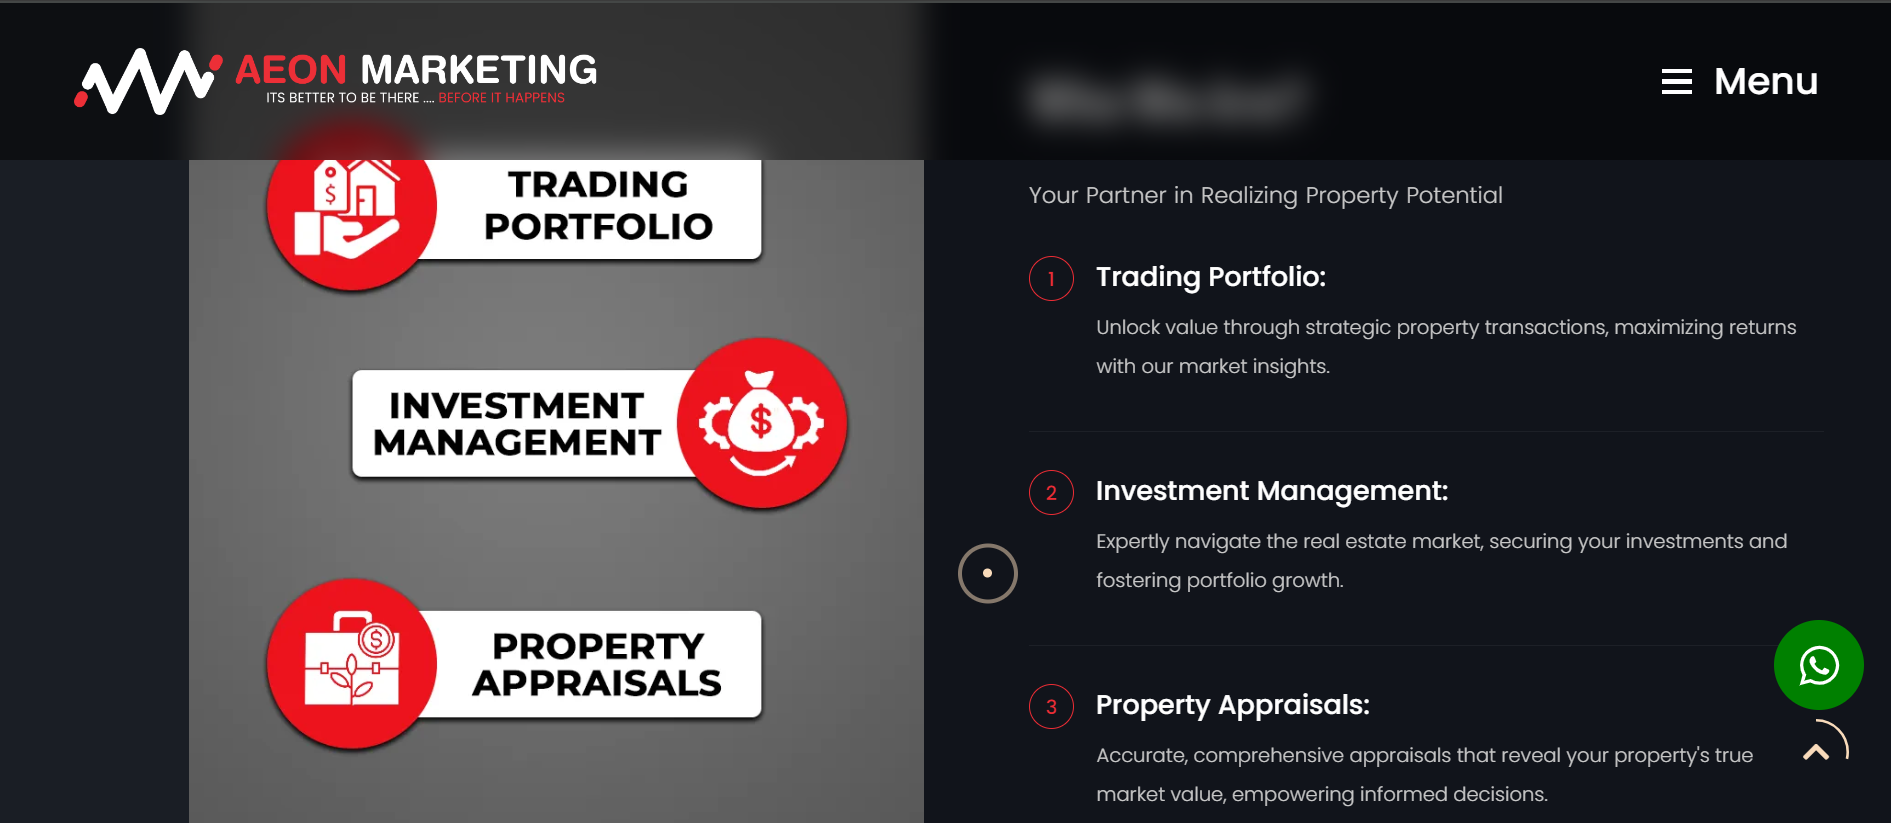 AEON MARKETING
ITS BETTER TO BE THERE .... BEFORE IT HAPPENS
Menu
TRADING
PORTFOLIO
INVESTMENT
MANAGEMENT
PROPERTY
APPRAISALS
Your Partner in Realizing Property Potential
1
Trading Portfolio:
Unlock value through strategic property transactions, maximizing returns
with our market insights.
2
Investment Management:
Expertly navigate the real estate market, securing your investments and
fostering portfolio growth.
3
Property Appraisals:
Accurate, comprehensive appraisals that reveal your property's true
market value, empowering informed decisions.